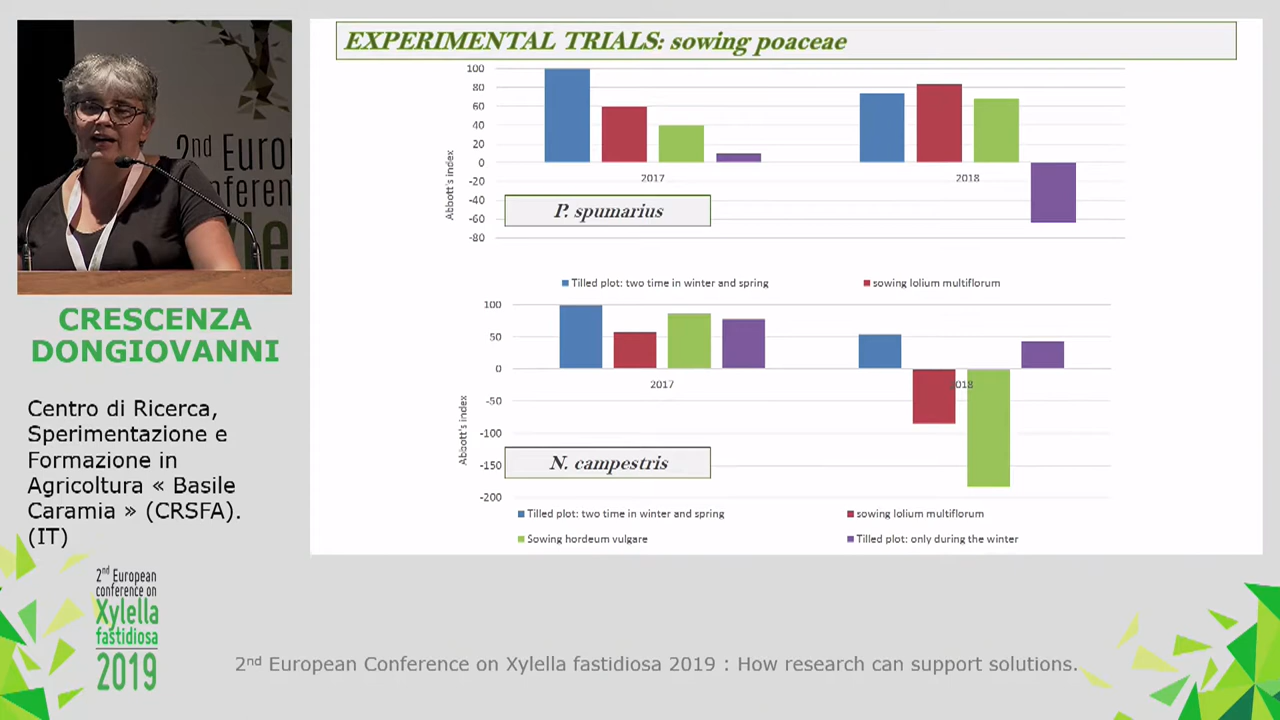 EXPERIMENTAL TRIALS: sowing poaceae
100
80
60
40
20
0
-20
-40
-60
-80
Abbott's index
2017
2018
P. spumarius
Tilled plot: two time in winter and spring
sowing lolium multiflorum
100
50
0
-50
-100
-150
-200
Abbott's index
2017
2018
N. campestris
Tilled plot: two time in winter and spring
sowing lolium multiflorum
Sowing hordeum vulgare
Tilled plot: only during the winter
2nd Europ
CRESCENZA
DONGIOVANNI
Centro di Ricerca,
Sperimentazione e
Formazione in
Agricoltura « Basile
Caramia » (CRSFA).
(IT)
2nd European
conference on
Xylella
fastidiosa
2019
2nd European Conference on Xylella fastidiosa 2019 : How research can support solutions.